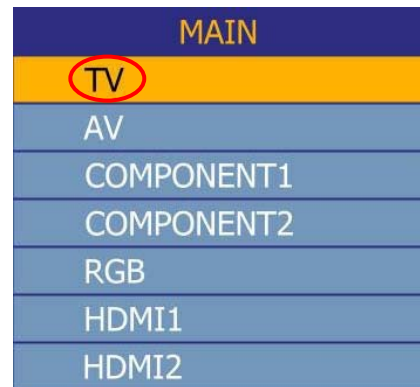 MAIN
TV
AV
COMPONENT1
COMPONENT2
RGB
HDMI1
HDMI2